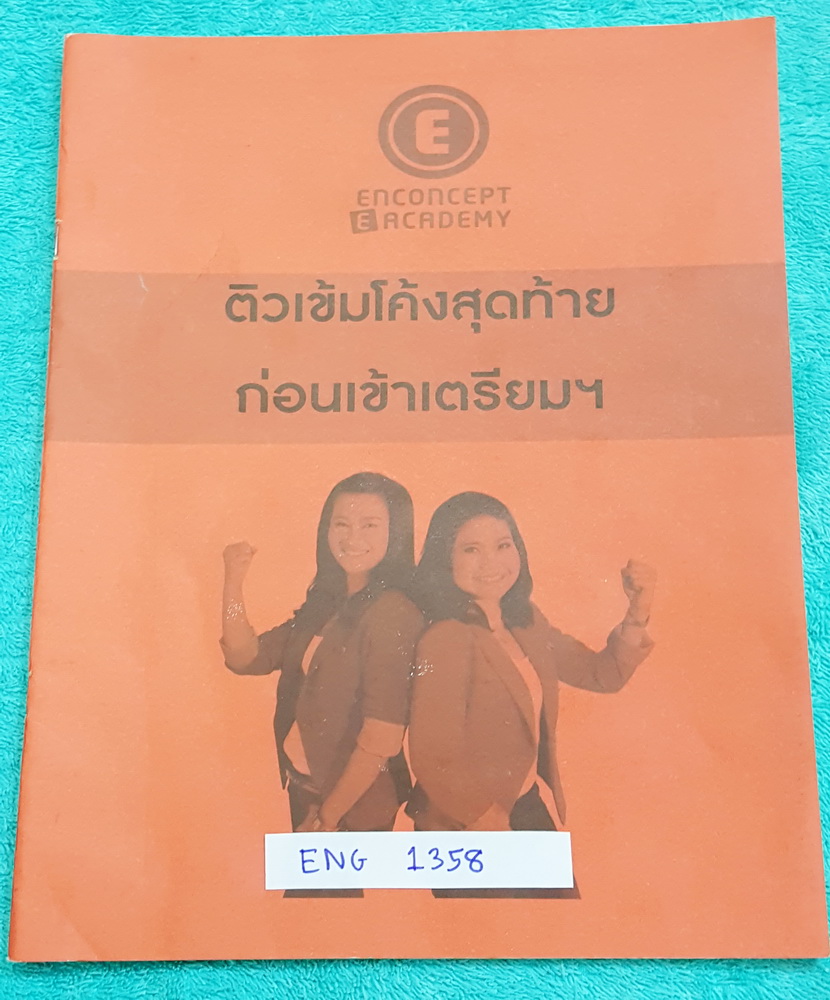 E
ENCONCEPT
E ACADEMY
ติวเข้มโค้งสุดท้าย
ก่อนเข้าเตรียมฯ
ENG 1358